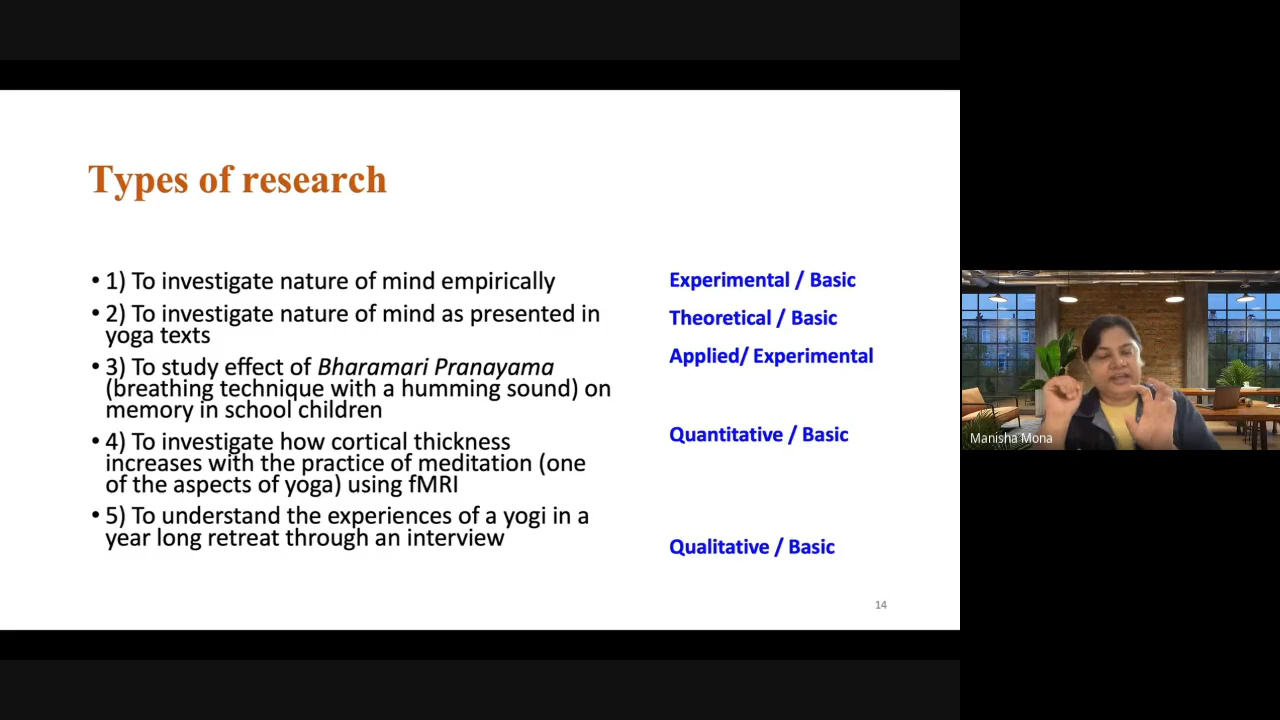 Types of research
• 1) To investigate nature of mind empirically
• 2) To investigate nature of mind as presented in
yoga texts
• 3) To study effect of Bharamari Pranayama
(breathing technique with a humming sound) on
memory in school children
• 4) To investigate how cortical thickness
increases with the practice of meditation (one
of the aspects of yoga) using fMRI
• 5) To understand the experiences of a yogi in a
year long retreat through an interview
Experimental / Basic
Theoretical / Basic
Applied/ Experimental
Quantitative / Basic
Qualitative / Basic
14
Manisha Mona